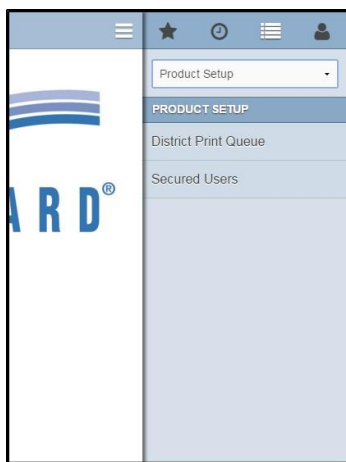 Product Setup
PRODUCT SETUP
District Print Queue
Secured Users
ARD®